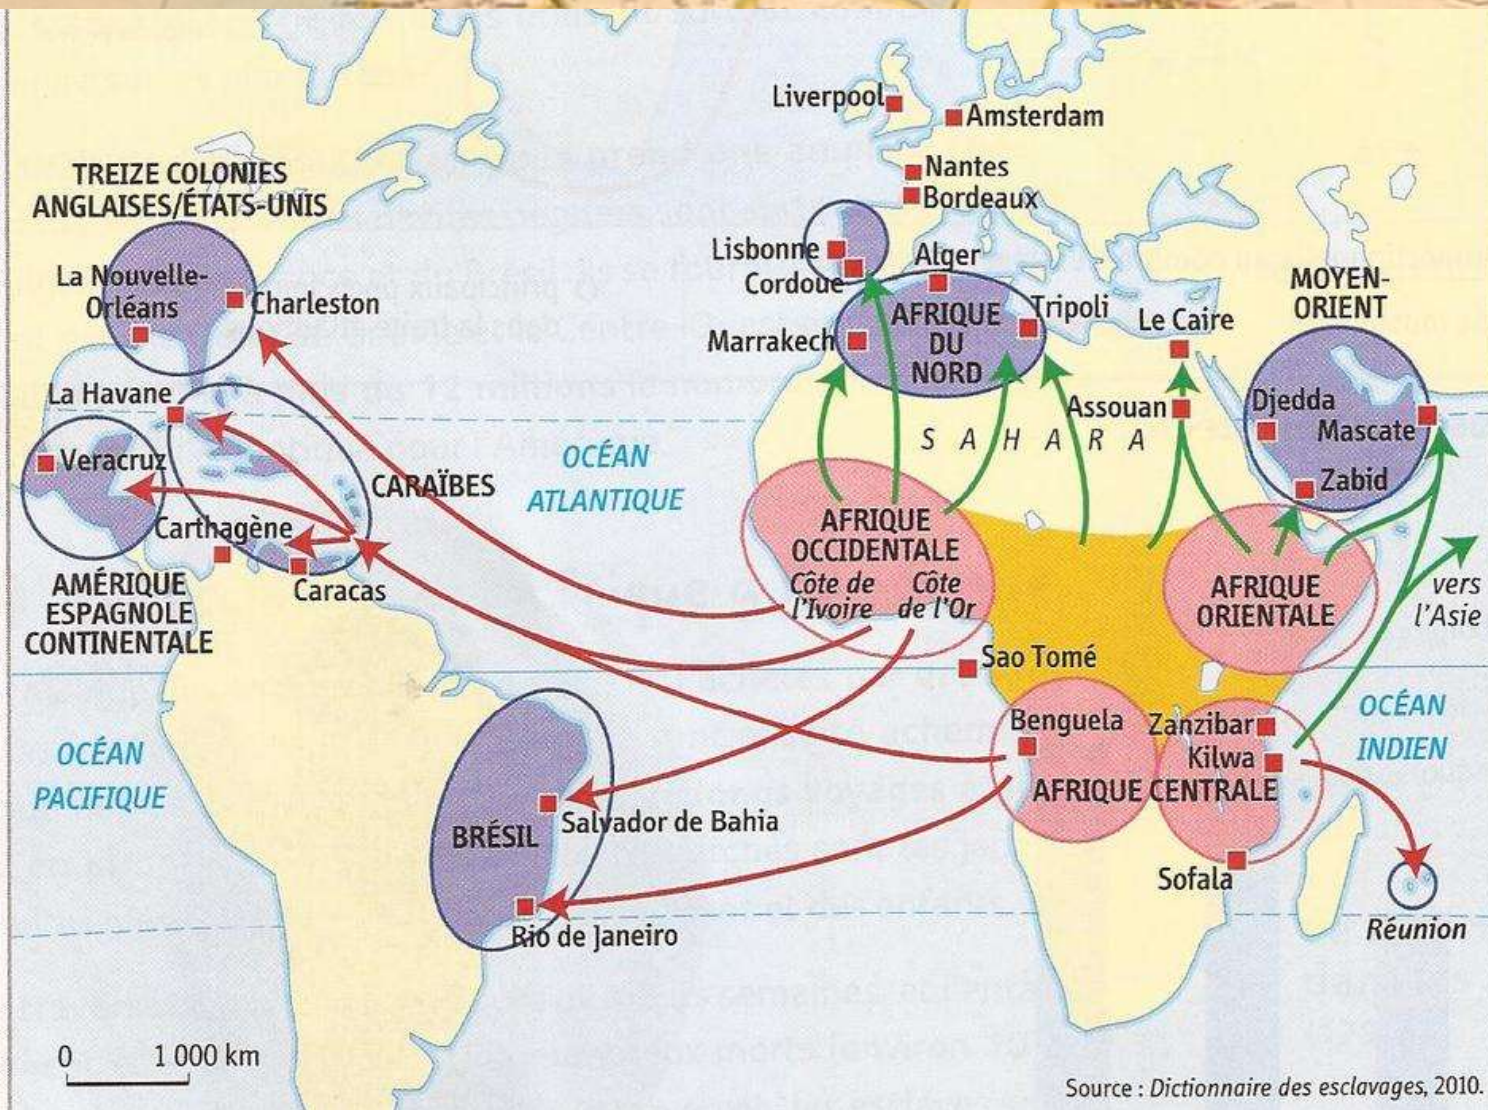 Liverpool
Amsterdam
Nantes
Bordeaux
TREIZE COLONIES
ANGLAISES/ÉTATS-UNIS
Lisbonne
Cordoue
Alger
La Nouvelle-
Orléans
Charleston
AFRIQUE
DU
NORD
Tripoli
Marrakech
Le Caire
MOYEN-
ORIENT
La Havane
Assouan
Djedda
Mascate
SAHARA
Veracruz
OCÉAN
ATLANTIQUE
CARAÏBES
Zabid
Carthagène
Caracas
AFRIQUE
OCCIDENTALE
Côte de
l'Ivoire
Côte
de l'Or
AMÉRIQUE
ESPAGNOLE
CONTINENTALE
AFRIQUE
ORIENTALE
vers
l'Asie
Sao Tomé
OCÉAN
PACIFIQUE
Benguela
Zanzibar
Kilwa
AFRIQUE CENTRALE
OCÉAN
INDIEN
BRÉSIL
Salvador de Bahia
Sofala
Rio de Janeiro
Réunion
0 1 000 km
Source : Dictionnaire des esclavages, 2010.